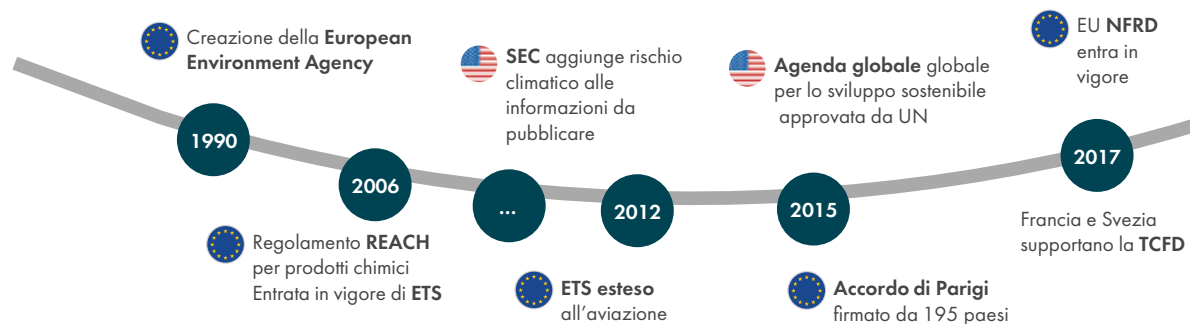 Creazione della European
Environment Agency
1990
2006
Regolamento REACH
per prodotti chimici
Entrata in vigore di ETS
SEC aggiunge rischio
climatico alle
informazioni da
pubblicare
...
2012
ETS esteso
all'aviazione
Agenda globale globale
per lo sviluppo sostenibile
approvata da UN
2015
Accordo di Parigi
firmato da 195 paesi
EU NFRD
entra in
vigore
2017
Francia e Svezia
supportano la TCFD